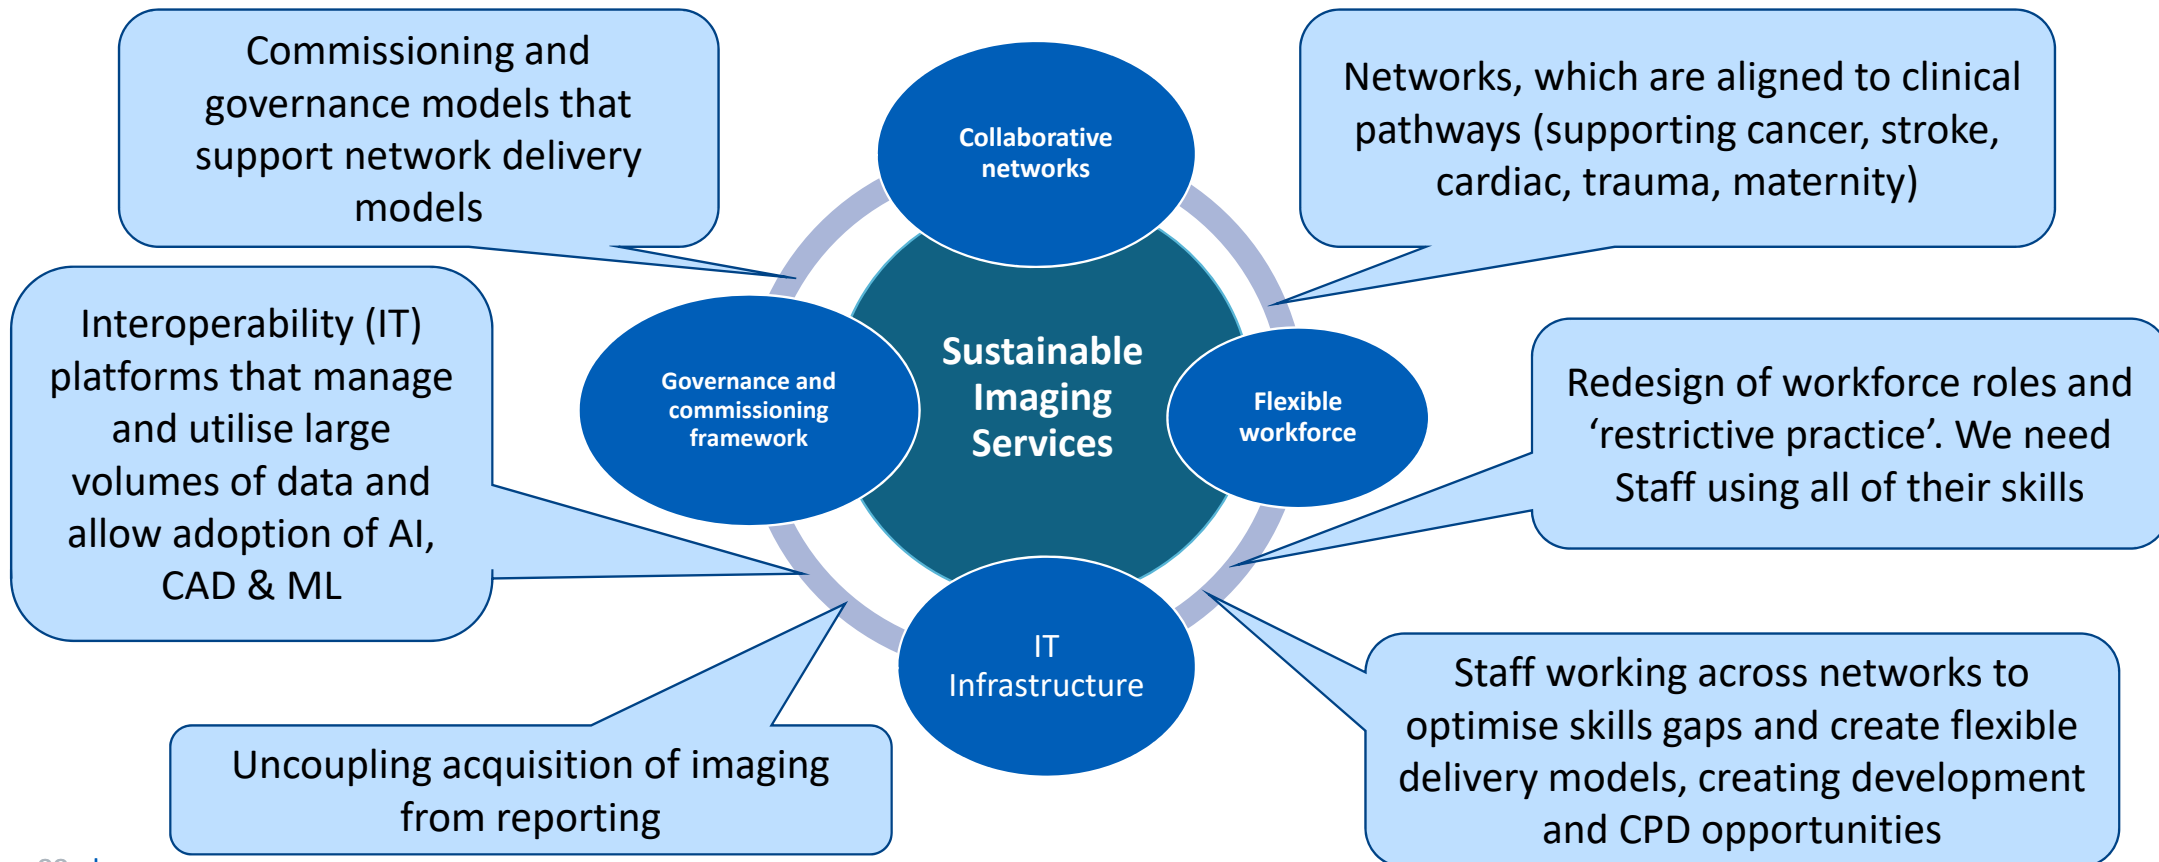 Commissioning and
governance models that
support network delivery
models
Collaborative
networks
Networks, which are aligned to clinical
pathways (supporting cancer, stroke,
cardiac, trauma, maternity)
Interoperability (IT)
platforms that manage
and utilise large
volumes of data and
allow adoption of AI,
CAD & ML
Governance and
commissioning
framework
Sustainable
Imaging
Services
Flexible
workforce
Redesign of workforce roles and
‘restrictive practice’. We need
Staff using all of their skills
IT
Infrastructure
Uncoupling acquisition of imaging
from reporting
Staff working across networks to
optimise skills gaps and create flexible
delivery models, creating development
and CPD opportunities